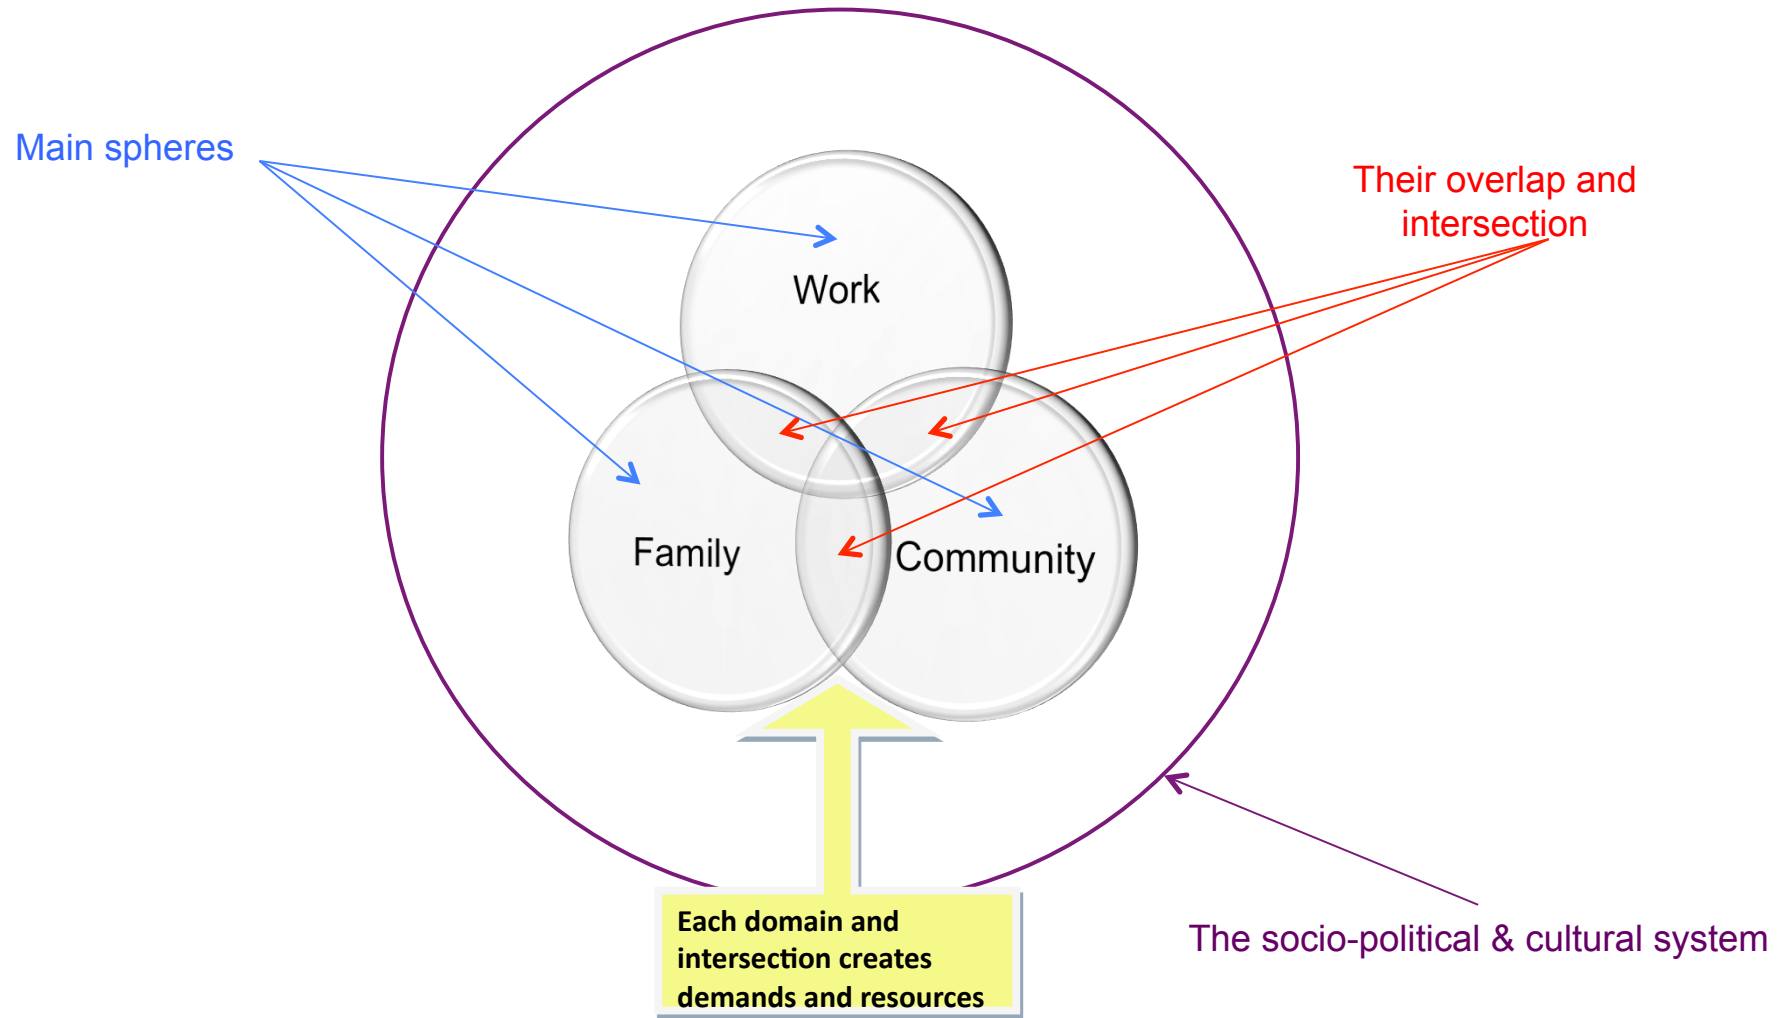 Main spheres
Their overlap and
intersection
Work
Family
Community
Each domain and
intersection creates
demands and resources
The socio-political & cultural system